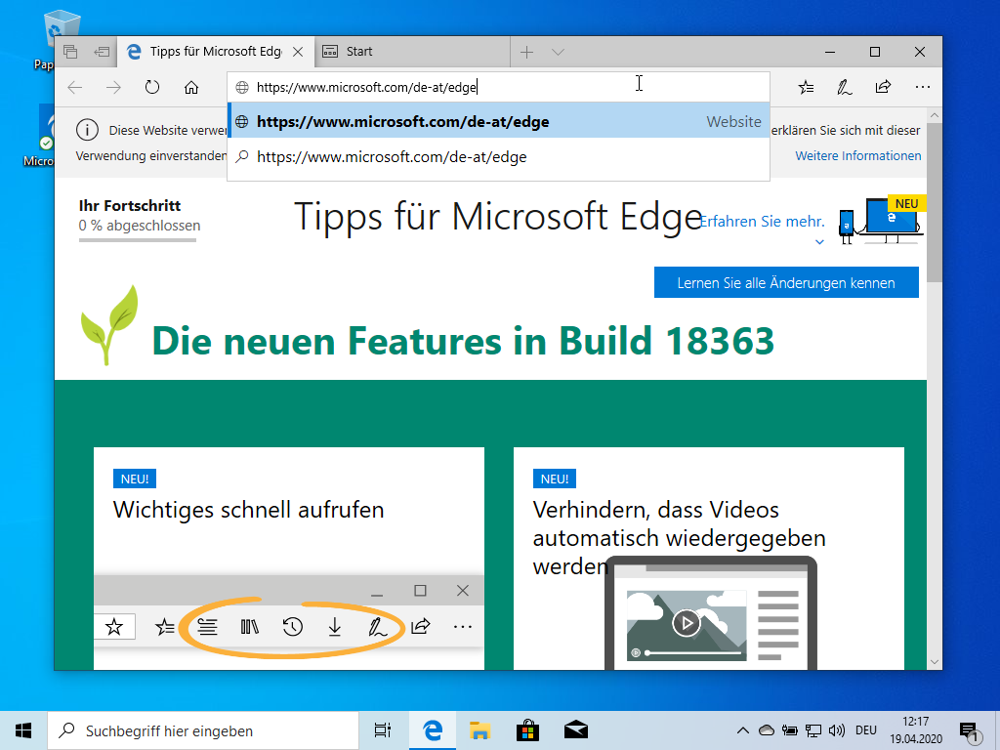 Pap
Micro
Tipps für Microsoft Edg
Start
https://www.microsoft.com/de-at/edge
https://www.microsoft.com/de-at/edge Website
https://www.microsoft.com/de-at/edge
Diese Website verwen
erklären Sie sich mit dieser
Verwendung einverstanden
Weitere Informationen
Ihr Fortschritt
0 % abgeschlossen
Tipps für Microsoft Edge
Erfahren Sie mehr.
NEU
Lernen Sie alle Änderungen kennen
Die neuen Features in Build 18363
NEU!
Wichtiges schnell aufrufen
NEU!
Verhindern, dass Videos
automatisch wiedergegeben
werden
Suchbegriff hier eingeben
DEU
12:17
19.04.2020
1